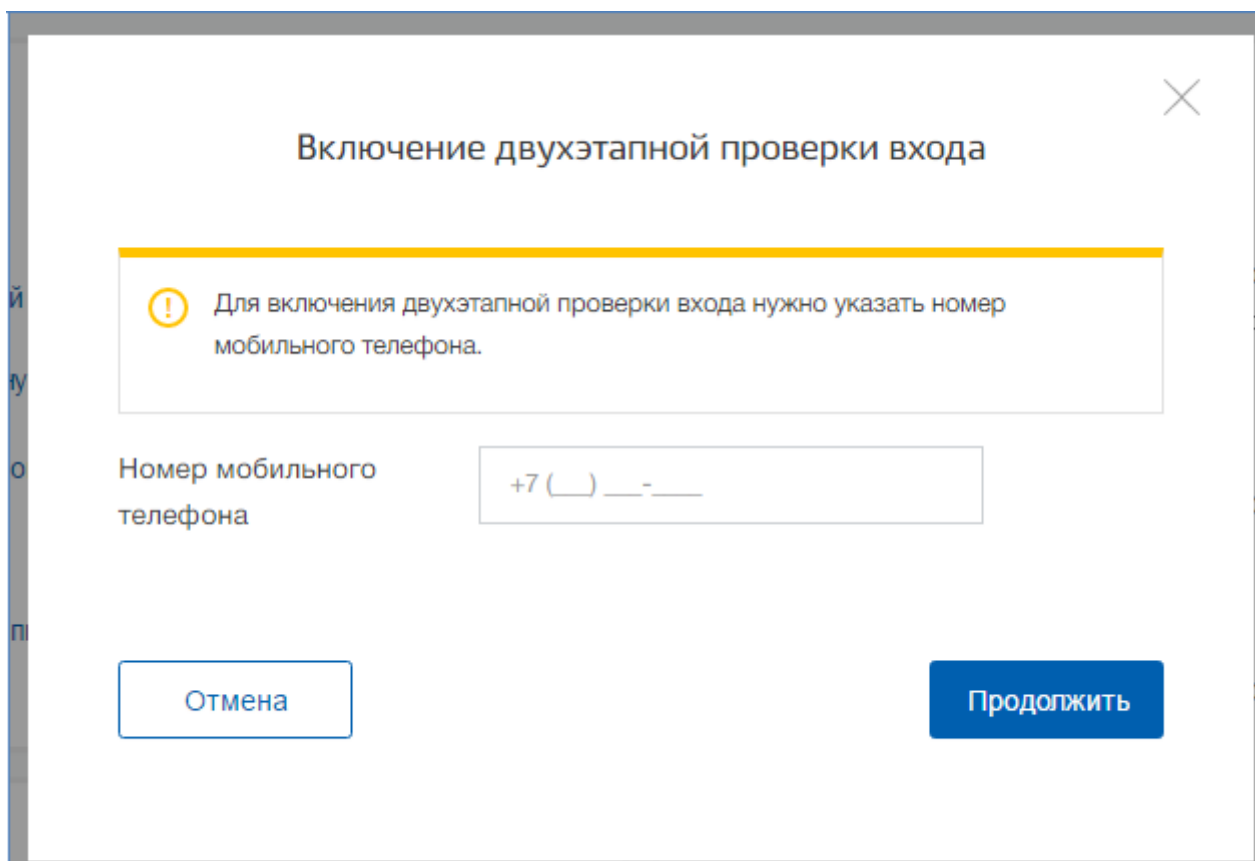 Включение двухэтапной проверки входа
Для включения двухэтапной проверки входа нужно указать номер
мобильного телефона.
Номер мобильного
телефона
+7 (___) ___-____
Отмена
Продолжить